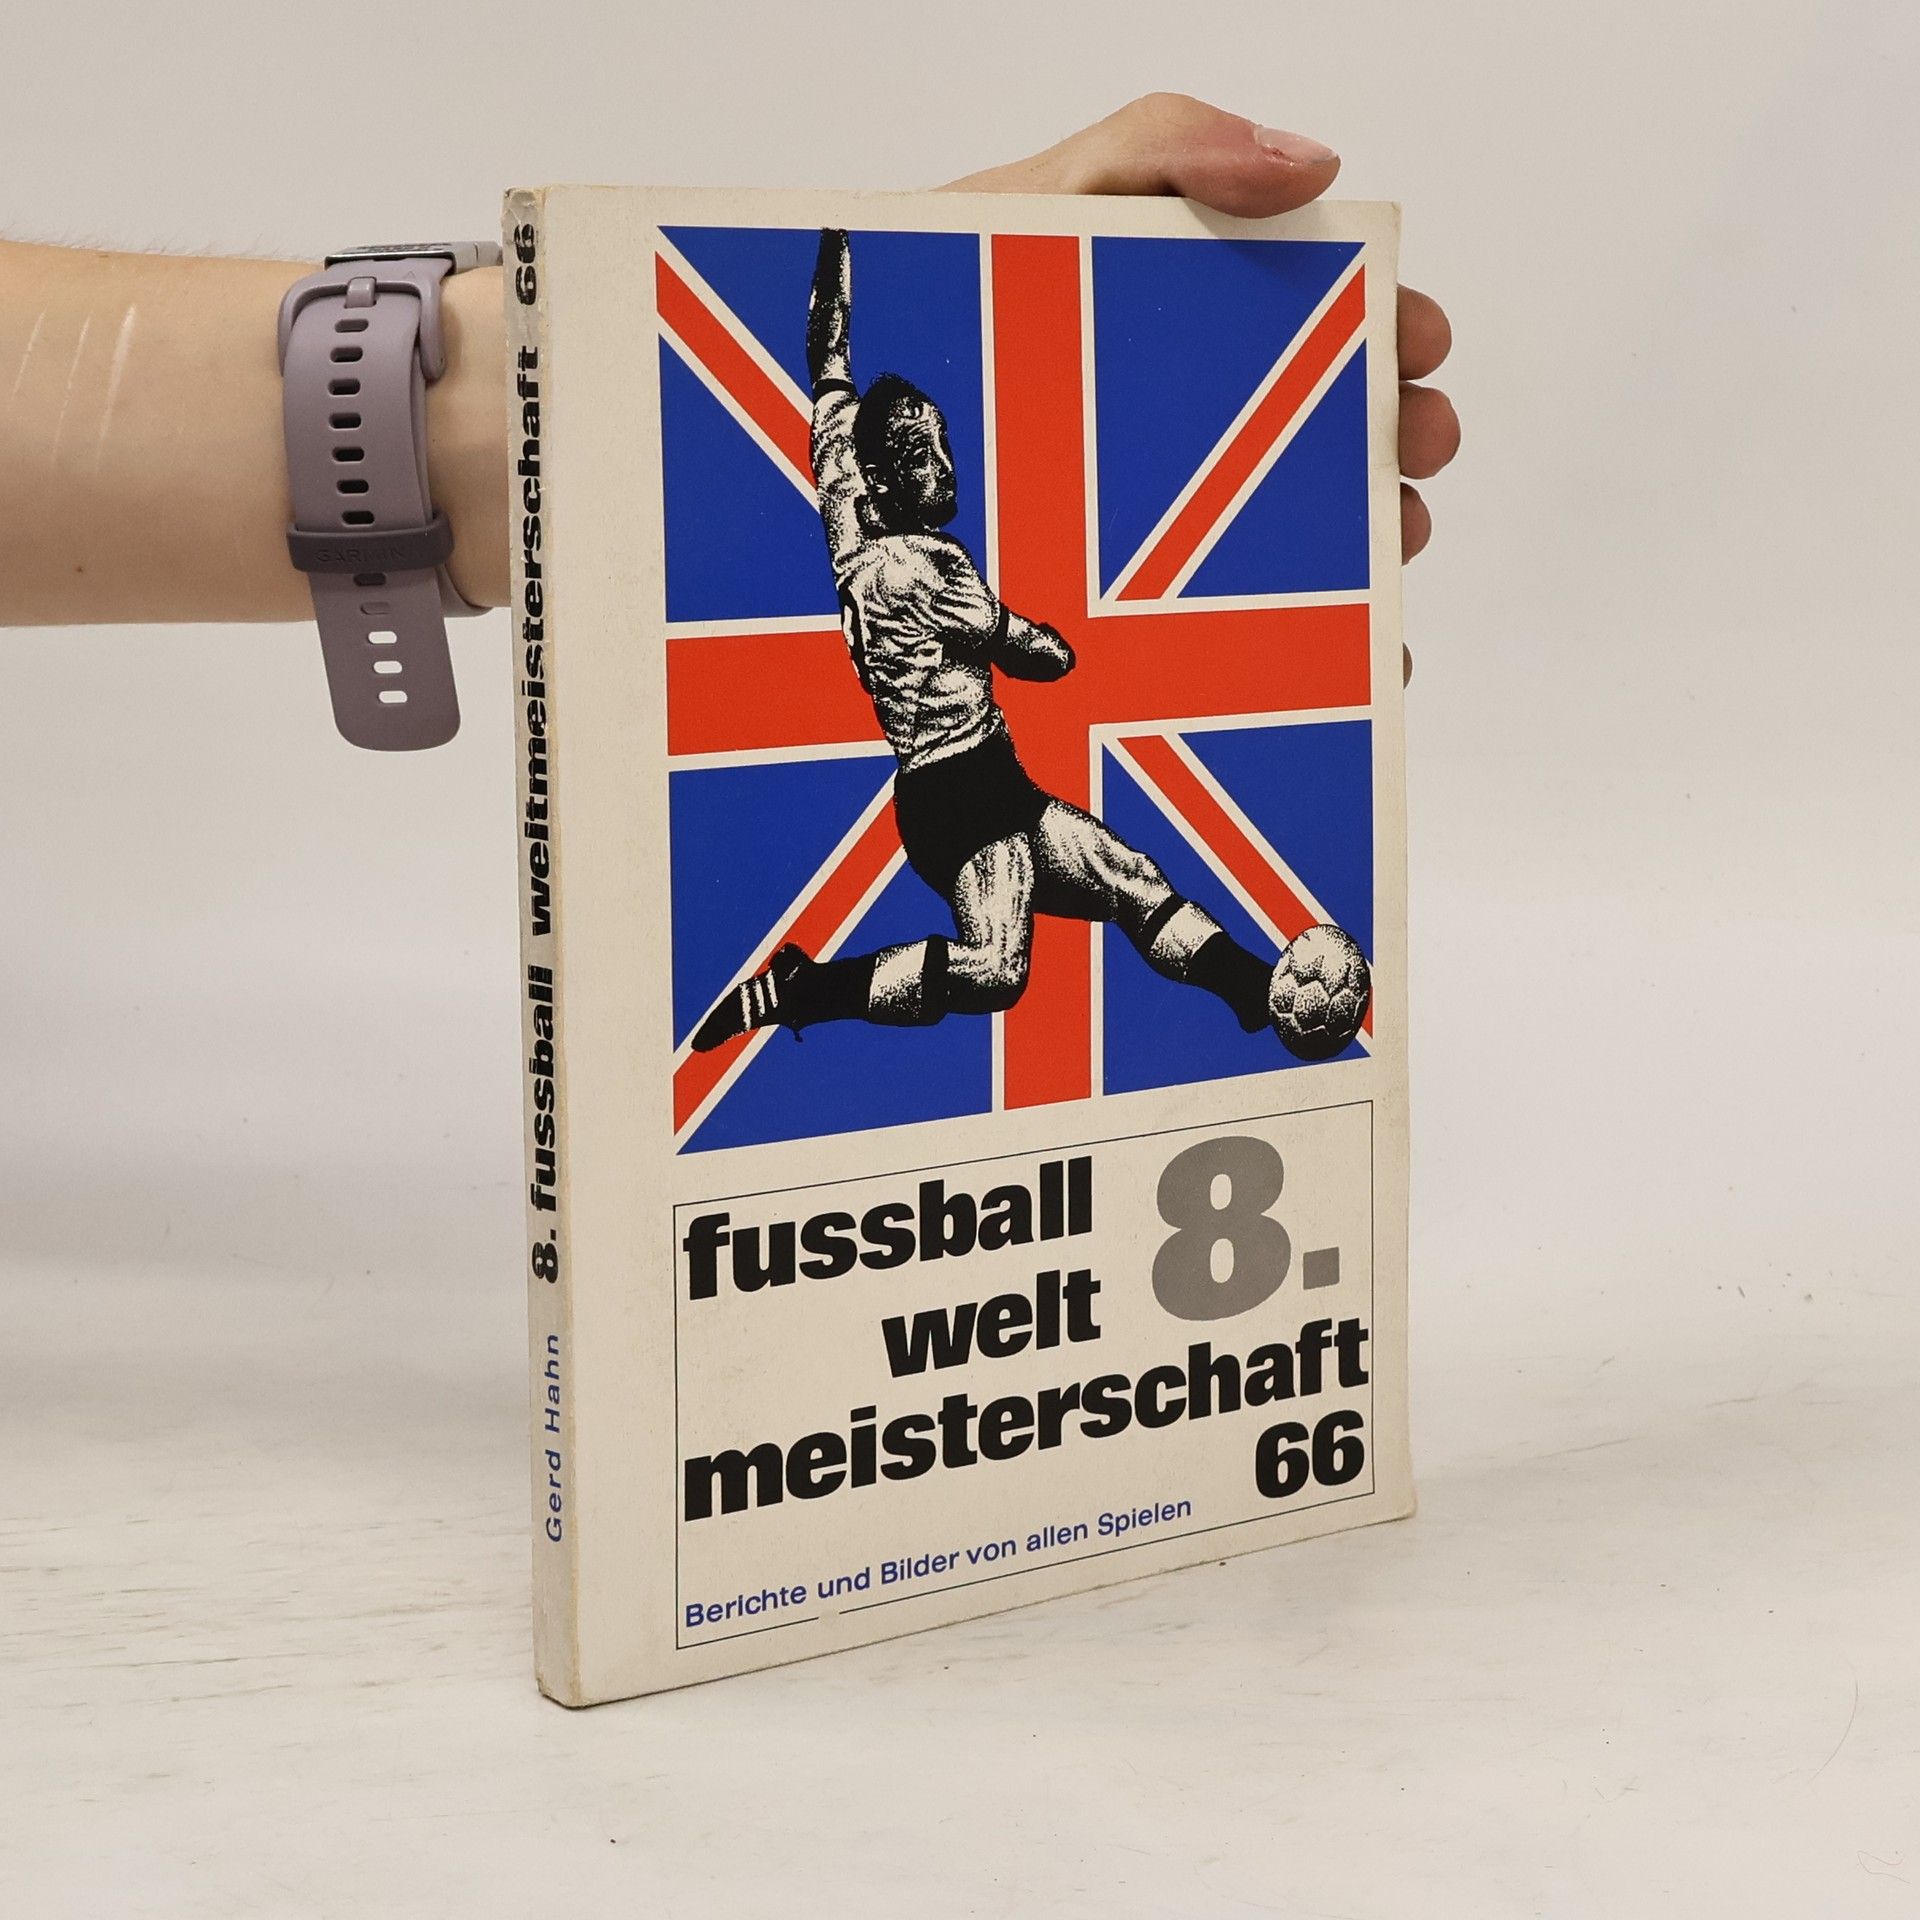 8. fussball weltmeisterschaft 66
Gerd Hahn
fussball
8.
welt
meisterschaft
66
Berichte und Bilder von allen Spielen
GARMIN